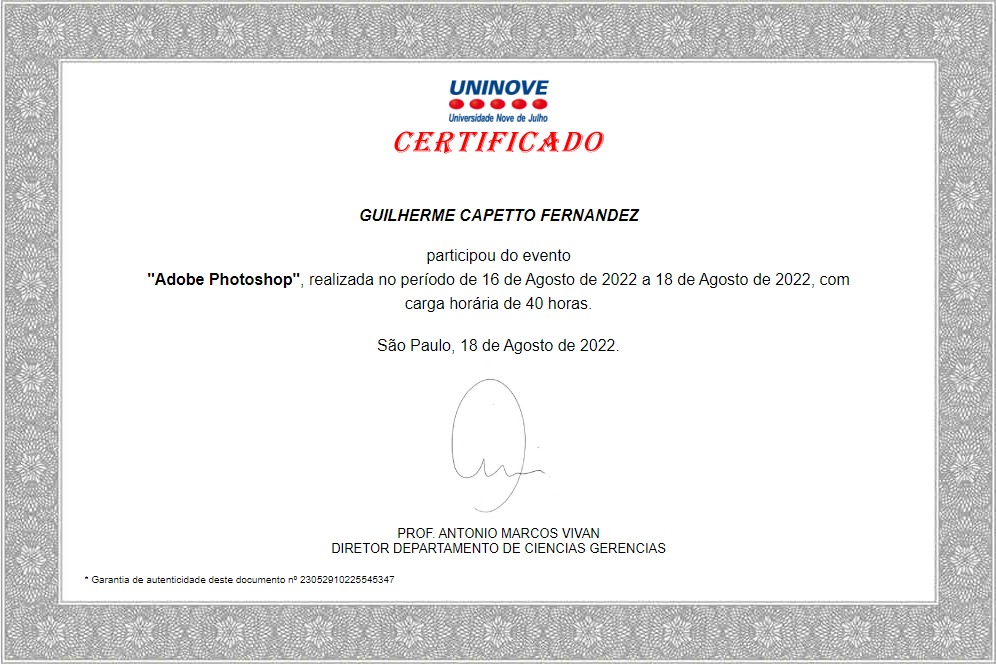 UNINOVE
Universidade Nove de Julho
CERTIFICADO
GUILHERME CAPETTO FERNANDEZ
participou do evento
"Adobe Photoshop", realizada no período de 16 de Agosto de 2022 a 18 de Agosto de 2022, com
carga horária de 40 horas.
São Paulo, 18 de Agosto de 2022.
PROF. ANTONIO MARCOS VIVAN
DIRETOR DEPARTAMENTO DE CIENCIAS GERENCIAS
* Garantia de autenticidade deste documento nº 23052910225545347